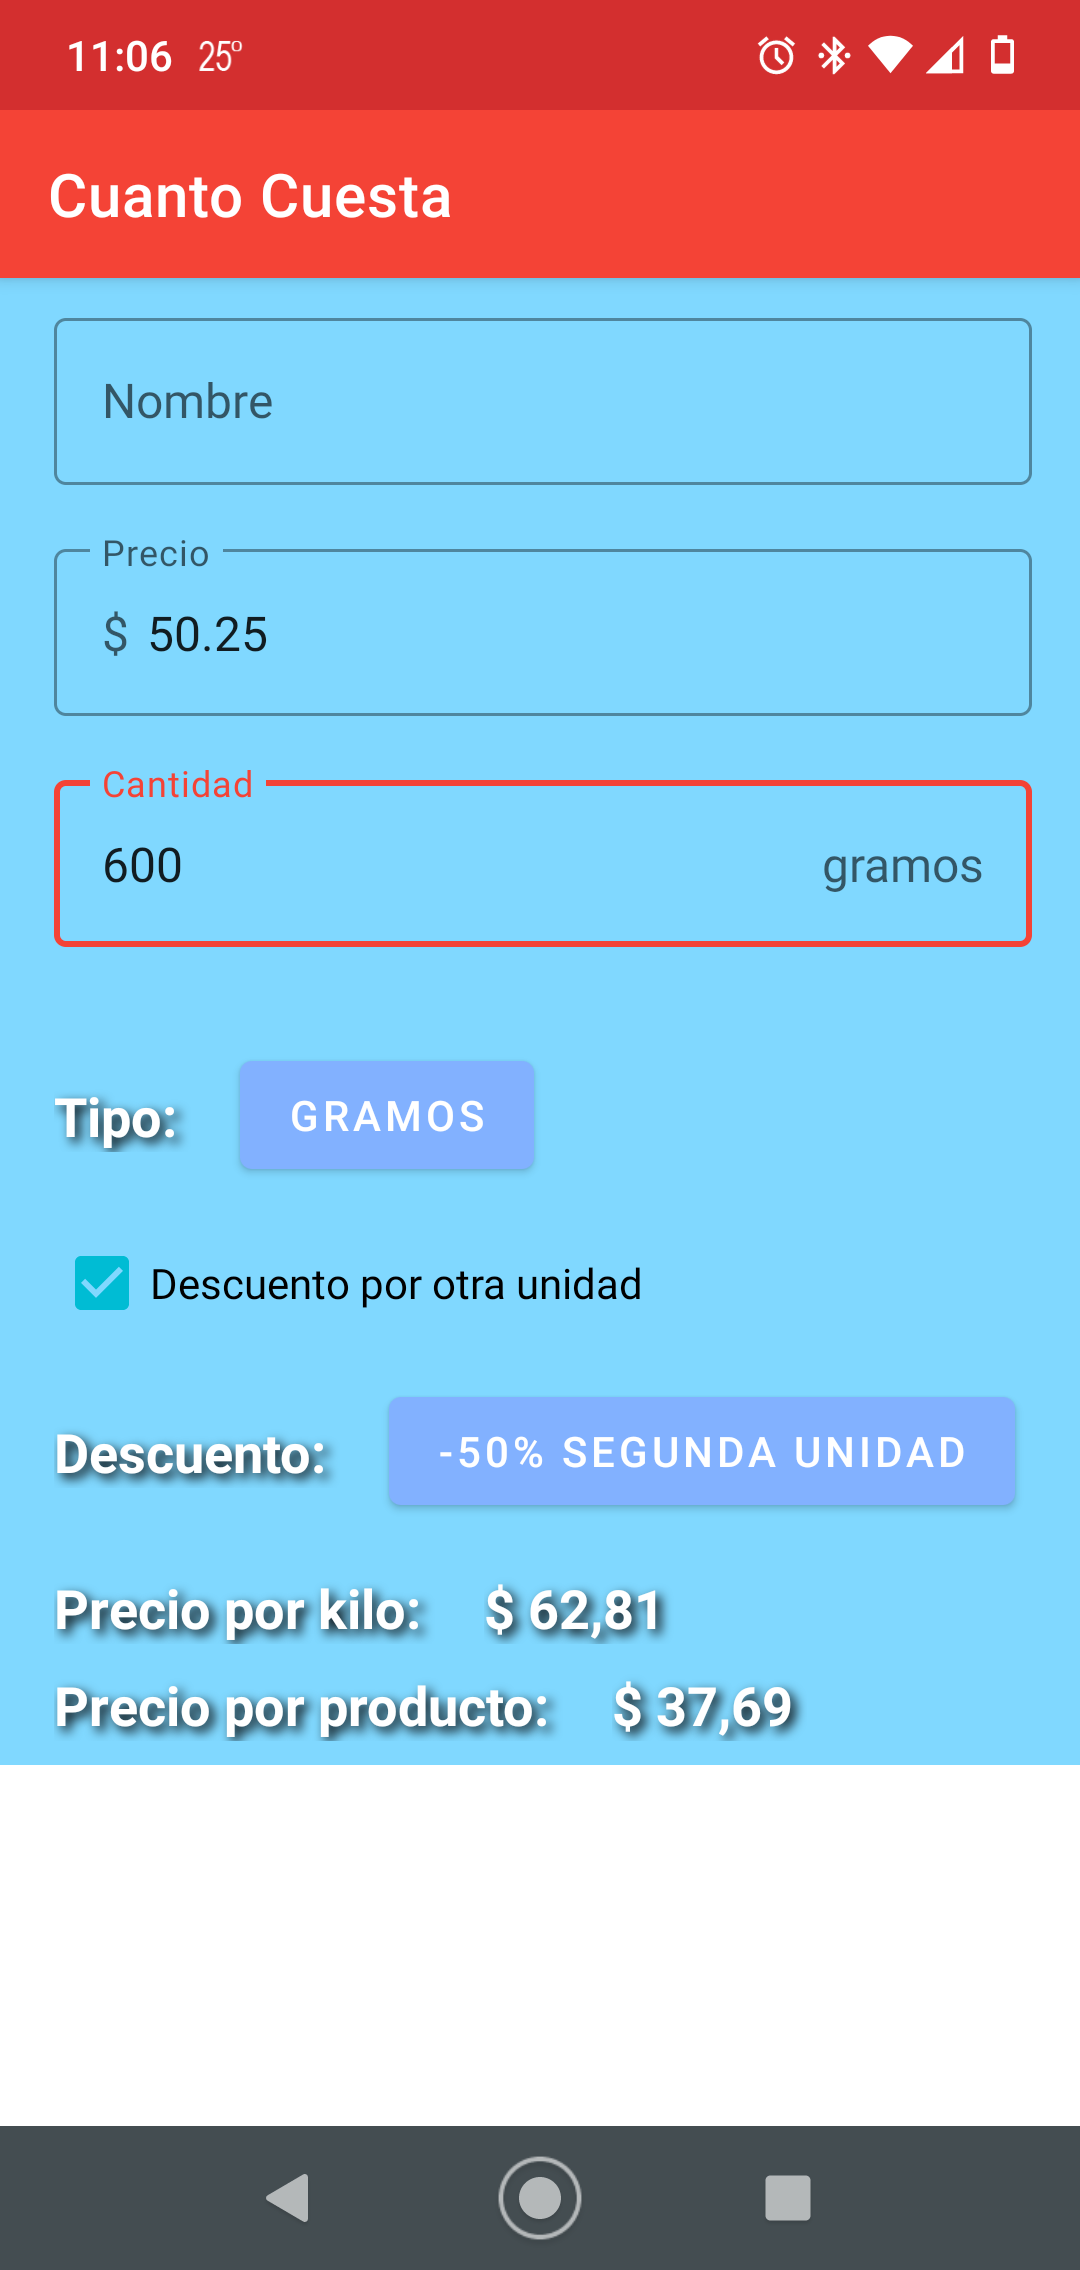 11:06 25°
Cuanto Cuesta
Nombre
Precio
$ 50.25
Cantidad
600 gramos
Tipo: GRAMOS
Descuento por otra unidad
Descuento: -50% SEGUNDA UNIDAD
Precio por kilo: $ 62,81
Precio por producto: $ 37,69